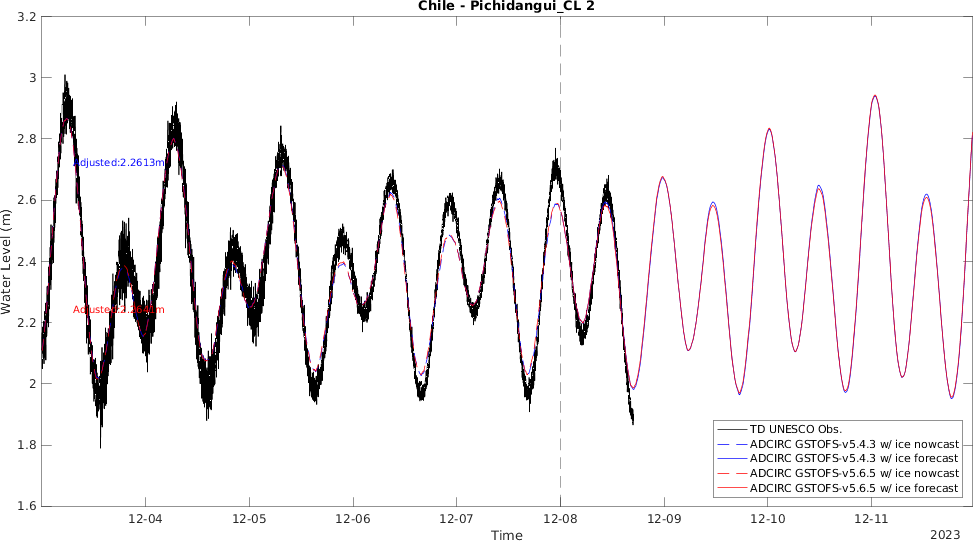 Chile - Pichidangui_CL 2
3.2
3
2.8
2.6
2.4
2.2
2
1.8
1.6
Water Level (m)
Adjusted:2.2613m
12-04
12-05
12-06
12-07
12-08
12-09
12-10
12-11
Time
2023
TD UNESCO Obs.
ADCIRC GSTOFS-v5.4.3 w/ ice nowcast
ADCIRC GSTOFS-v5.4.3 w/ ice forecast
ADCIRC GSTOFS-v5.6.5 w/ ice nowcast
ADCIRC GSTOFS-v5.6.5 w/ ice forecast